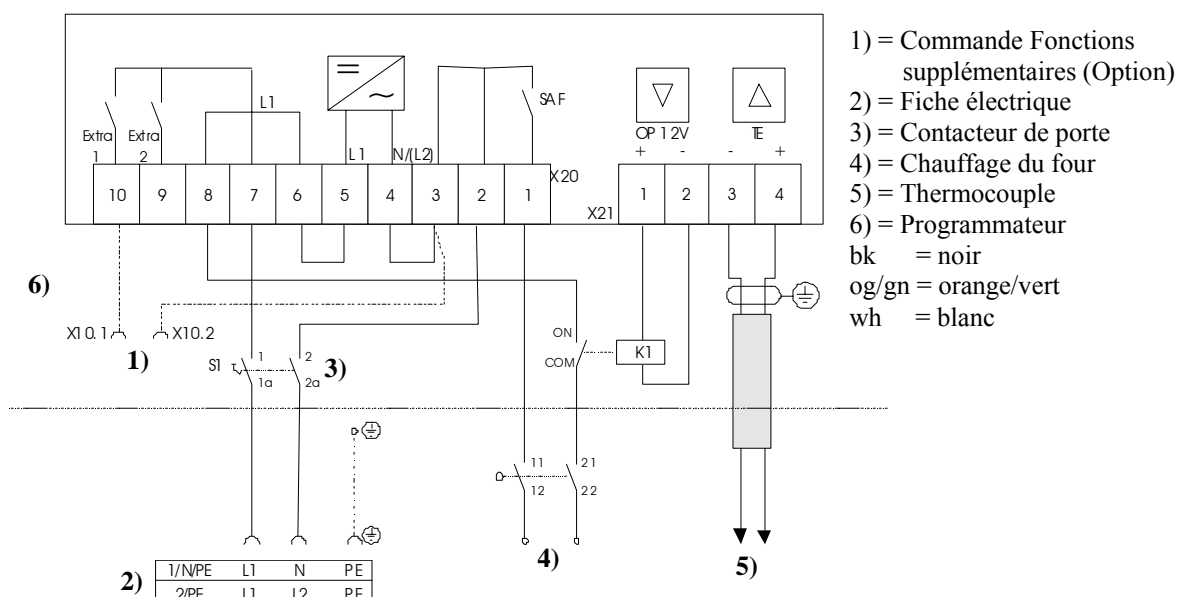 L1
SAF
Extra
1
Extra
2
L1
N/(L2)
OP 12V
TE
+ - - +
X20
10 9 8 7 6 5 4 3 2 1
X21
1 2 3 4
6)
X10.1
X10.2
1)
S1
1
1a
2
2a
3)
ON
COM
K1
11
12
21
22
4)
5)
2)
1/N/PE L1 N PE
2/PE L1 L2 PE
1) = Commande Fonctions
supplémentaires (Option)
2) = Fiche électrique
3) = Contacteur de porte
4) = Chauffage du four
5) = Thermocouple
6) = Programmateur
bk = noir
og/gn = orange/vert
wh = blanc